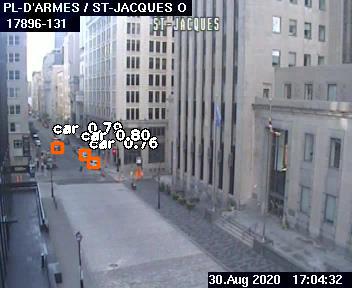 PL-D'ARMES / ST-JACQUES O
17896-131
ST-JACQUES
car 0.79
car 0.80
car 0.76
30.Aug 2020 17:04:32